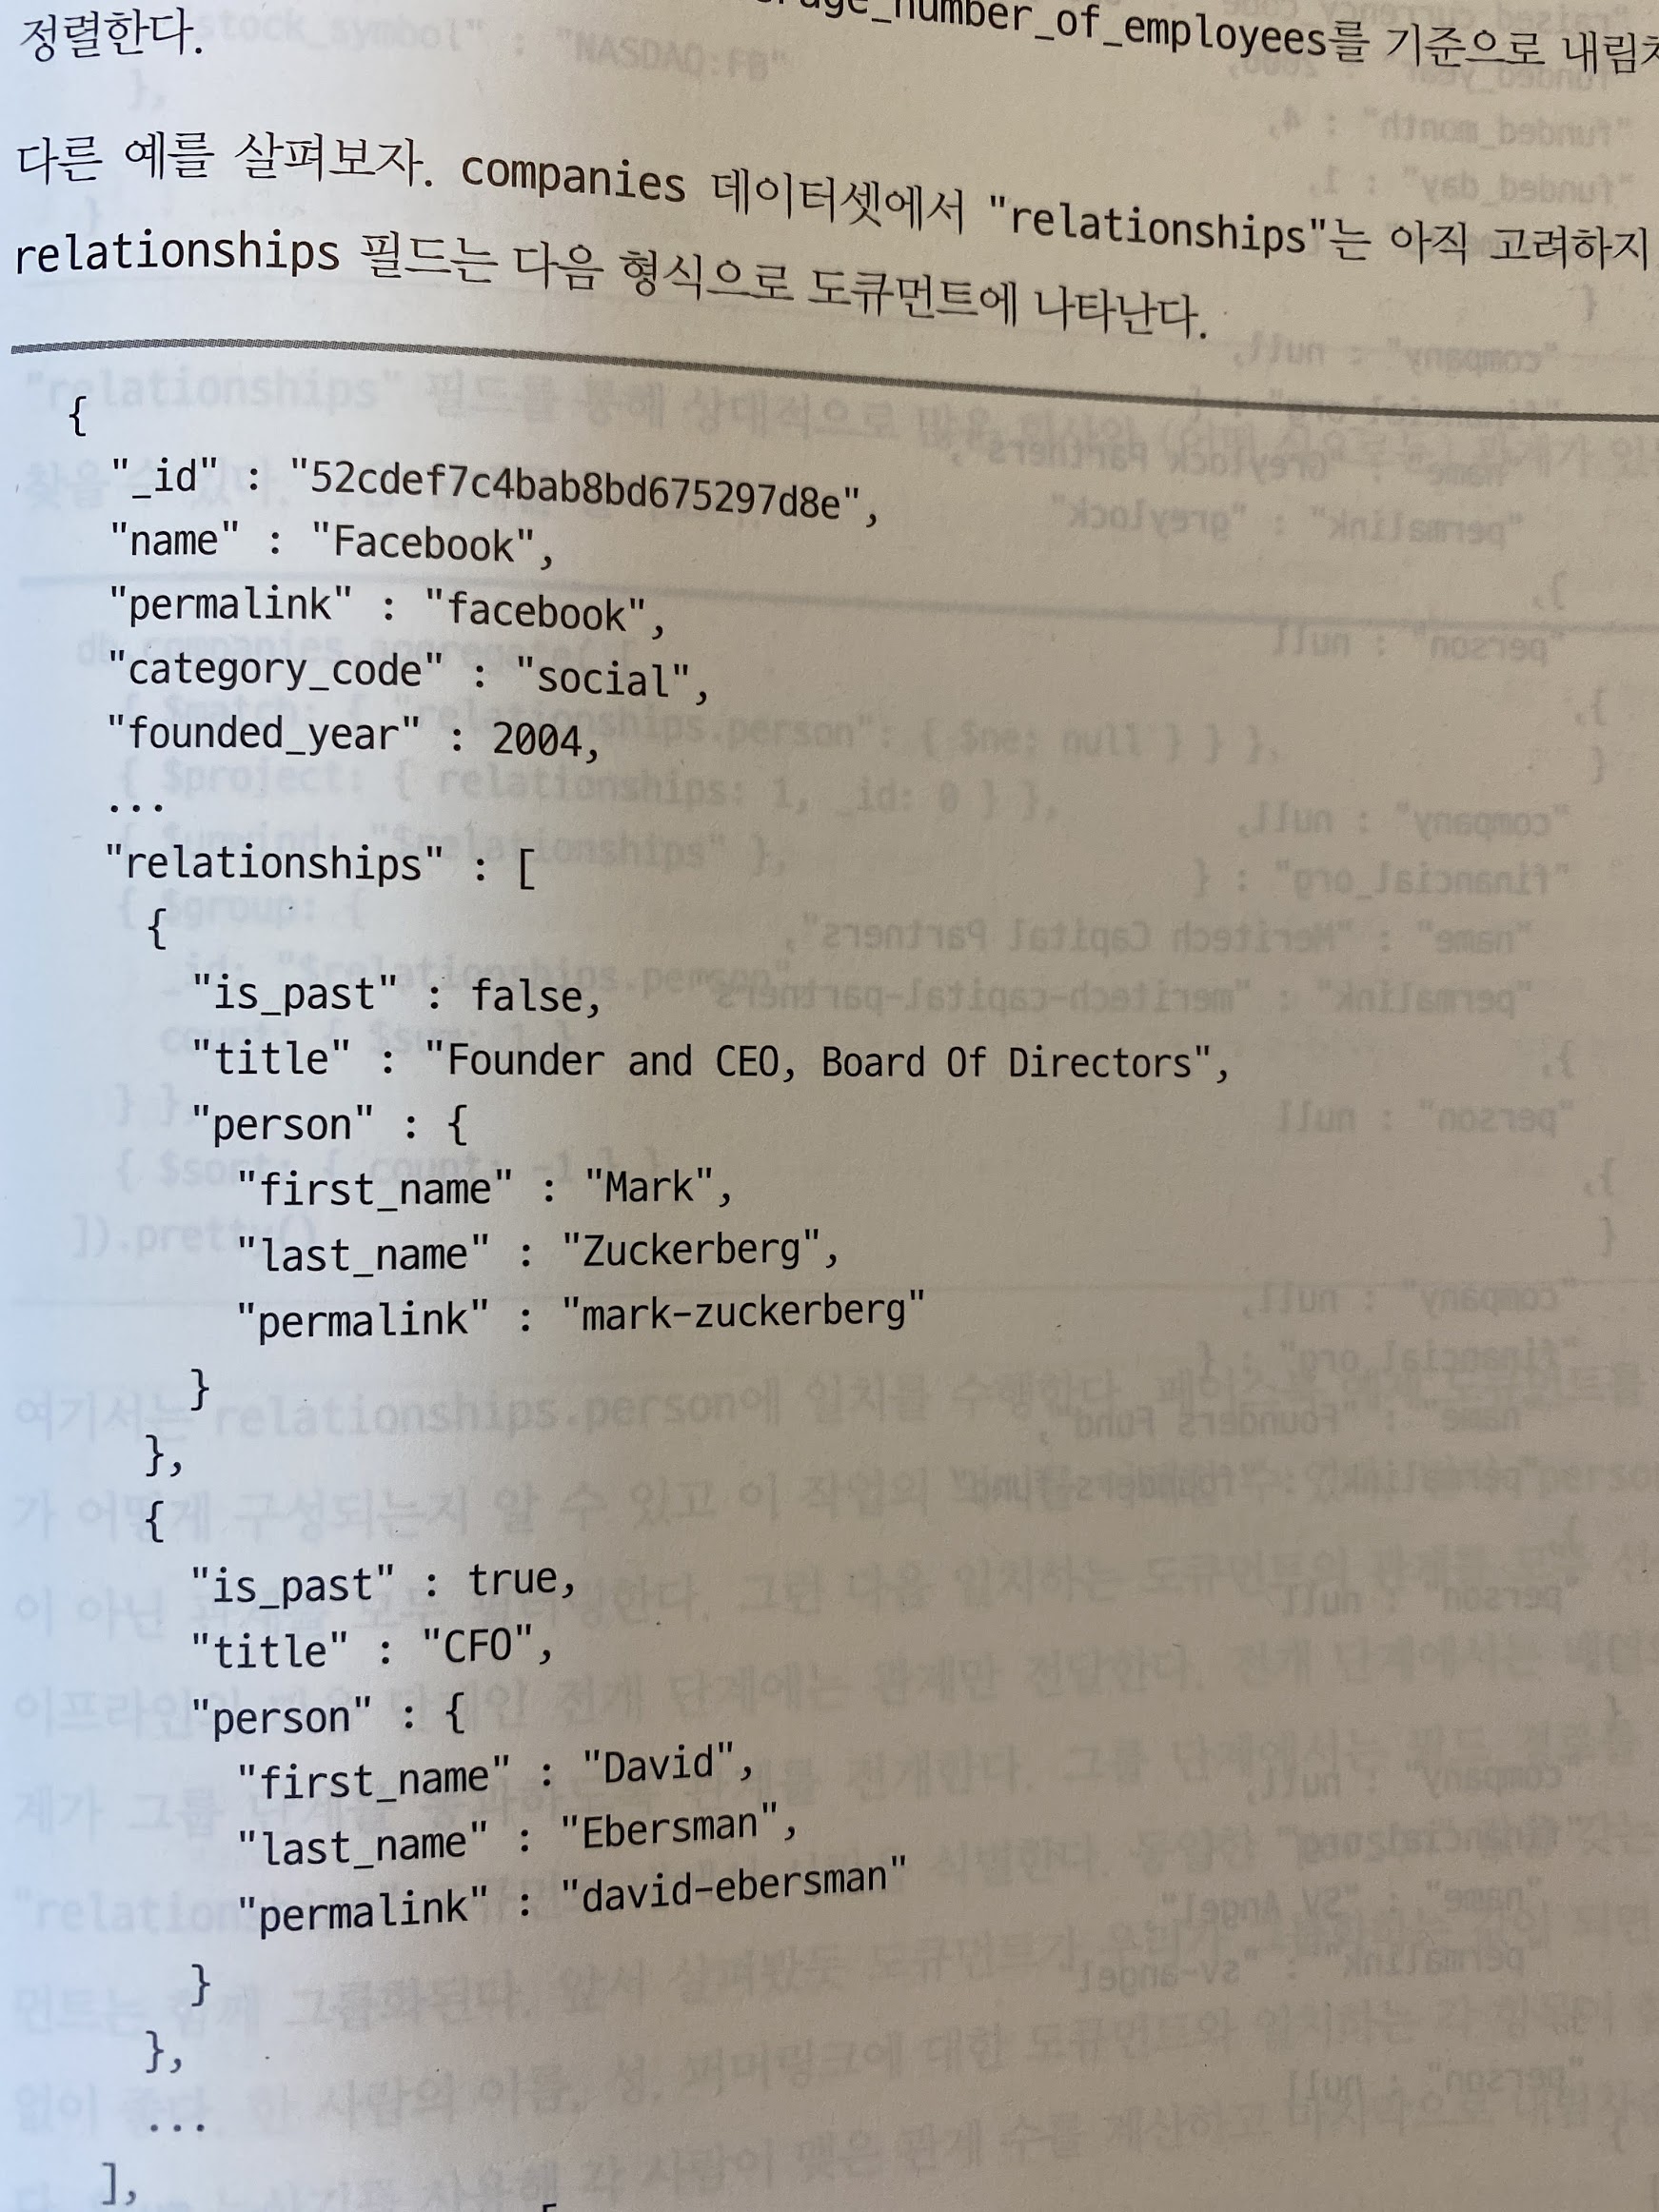 _number_of_employees를 기준으로
정렬한다.
다른 예를 살펴보자. companies 데이터셋에서 "relationships"는 아직 고려하지
relationships 필드는 다음 형식으로 도큐먼트에 나타난다.
{
"_id" : "52cdef7c4bab8bd675297d8e",
"name" : "Facebook",
"permalink" : "facebook",
"category_code" : "social",
"founded_year" : 2004,
...
"relationships" : [
{
"is_past" : false,
"title" : "Founder and CEO, Board Of Directors",
"person" : {
"first_name" : "Mark",
"last_name" : "Zuckerberg",
"permalink" : "mark-zuckerberg"
}
},
{
"is_past" : true,
"title" : "CFO",
"person" : {
"first_name" : "David",
"last_name" : "Ebersman",
"permalink" : "david-ebersman"
}
},
...
],